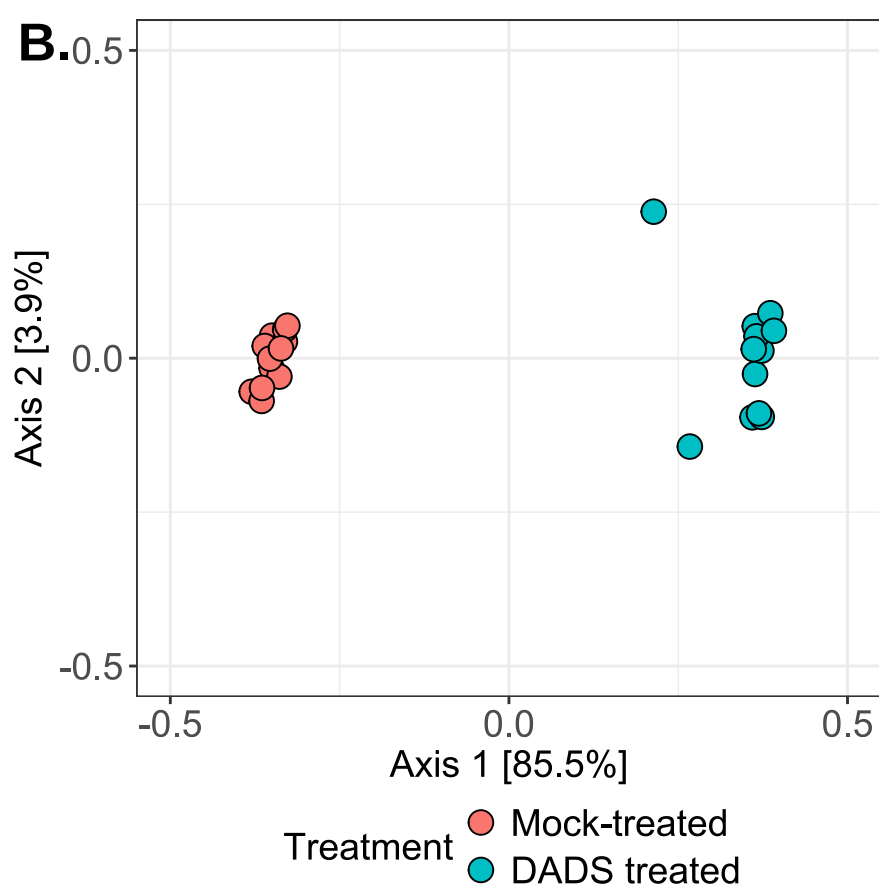 B.
0.5
0.0
-0.5
Axis 2 [3.9%]
-0.5 0.0 0.5
Axis 1 [85.5%]
Treatment
Mock-treated
DADS treated